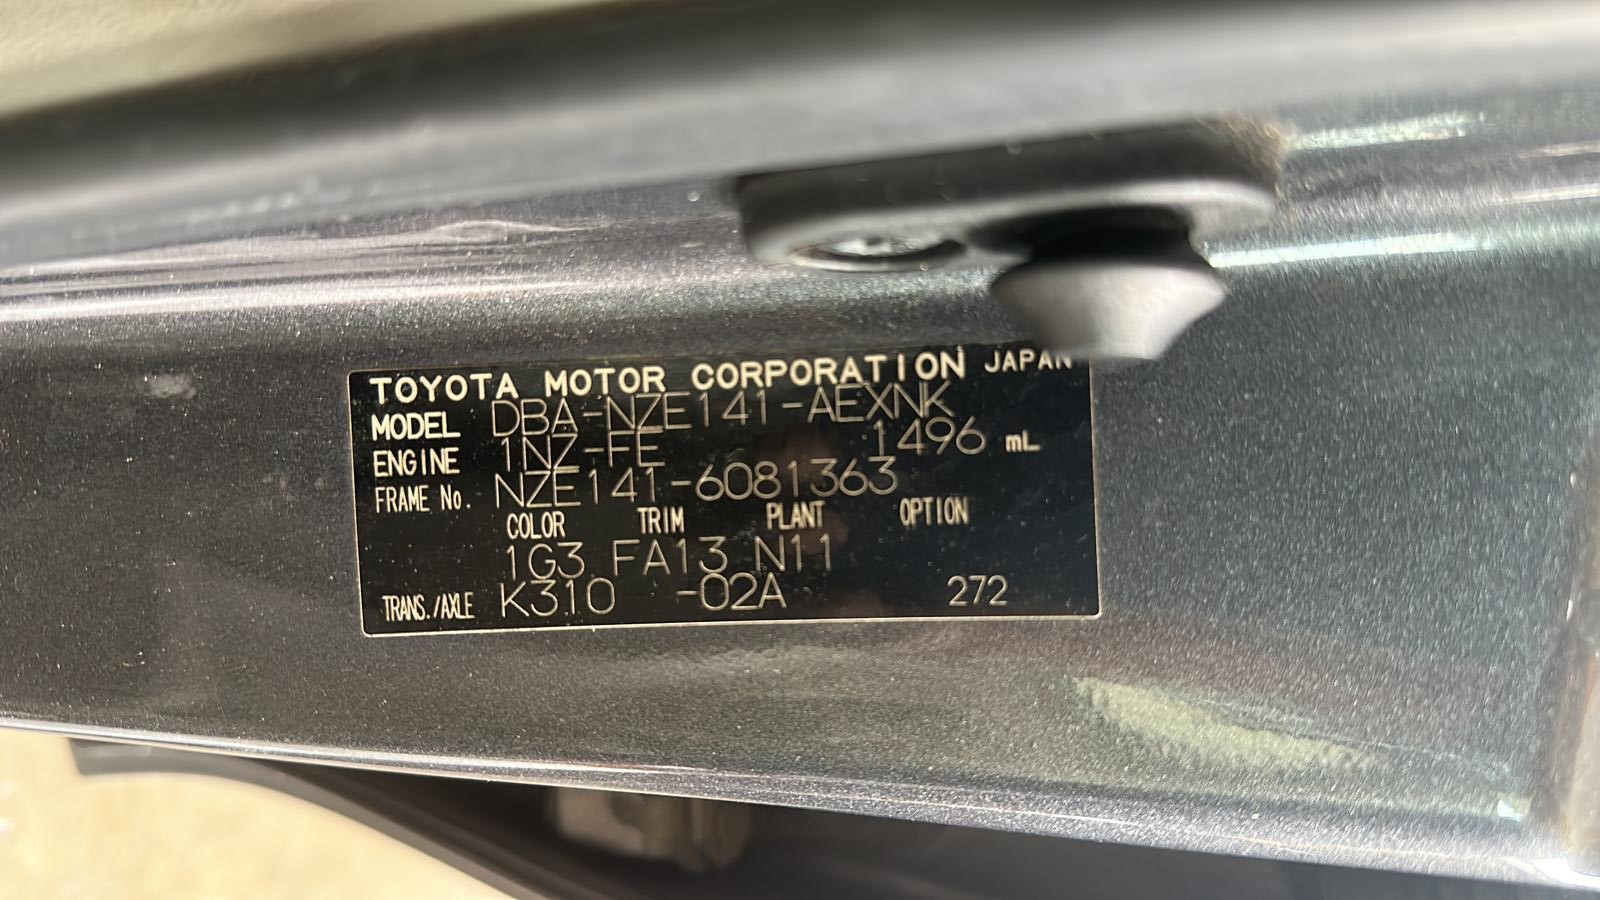 TOYOTA MOTOR CORPORATION JAPAN
MODEL DBA-NZE141-AEXNK
ENGINE 1NZ-FE 1496 mL
FRAME No. NZE141-6081363
COLOR TRIM PLANT OPTION
1G3 FA13 N11
TRANS./AXLE K310 -02A 272